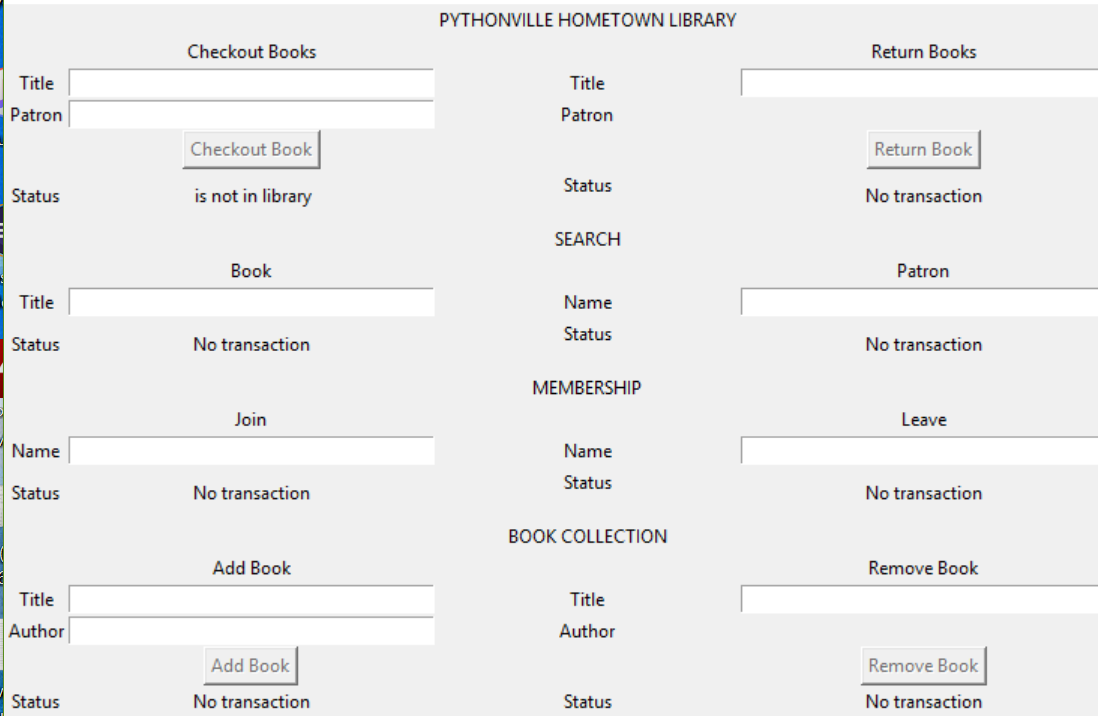 PYTHONVILLE HOMETOWN LIBRARY
Checkout Books Return Books
Title Title
Patron Patron
Checkout Book Return Book
Status is not in library Status No transaction
SEARCH
Book Patron
Title Name
Status No transaction Status No transaction
MEMBERSHIP
Join Leave
Name Name
Status No transaction Status No transaction
BOOK COLLECTION
Add Book Remove Book
Title Title
Author Author
Add Book Remove Book
Status No transaction Status No transaction